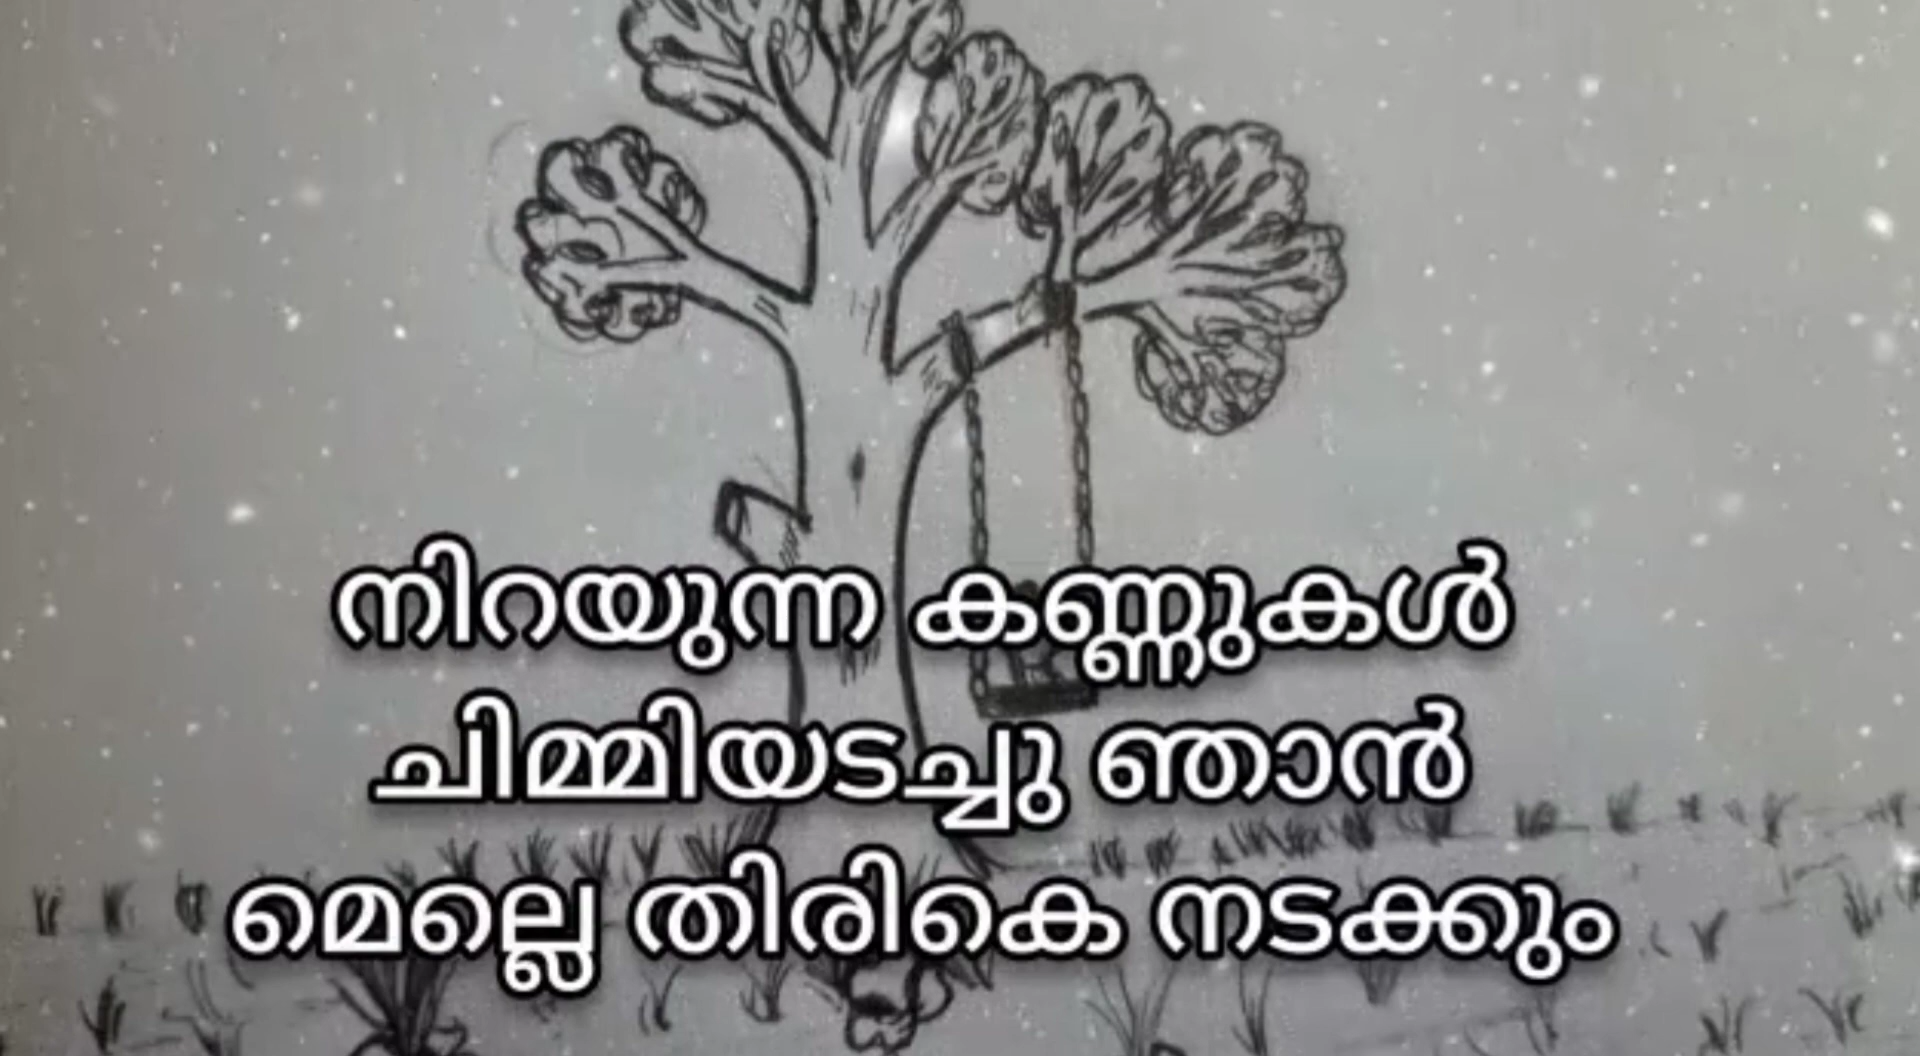 നിറയുന്ന കണ്ണുകൾ
ചിമ്മിയടച്ചു ഞാൻ
മെല്ലെ തിരികെ നടക്കും